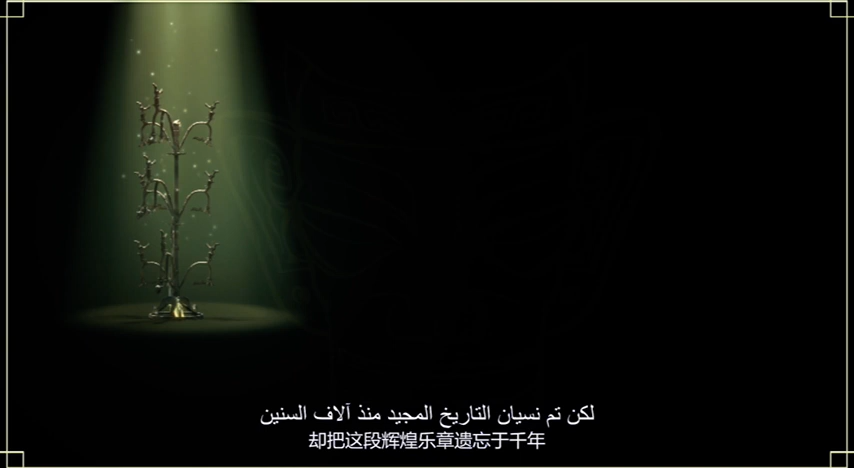 لكن تم نسيان التاريخ المجيد منذ آلاف السنين
却把这段辉煌乐章遗忘于千年